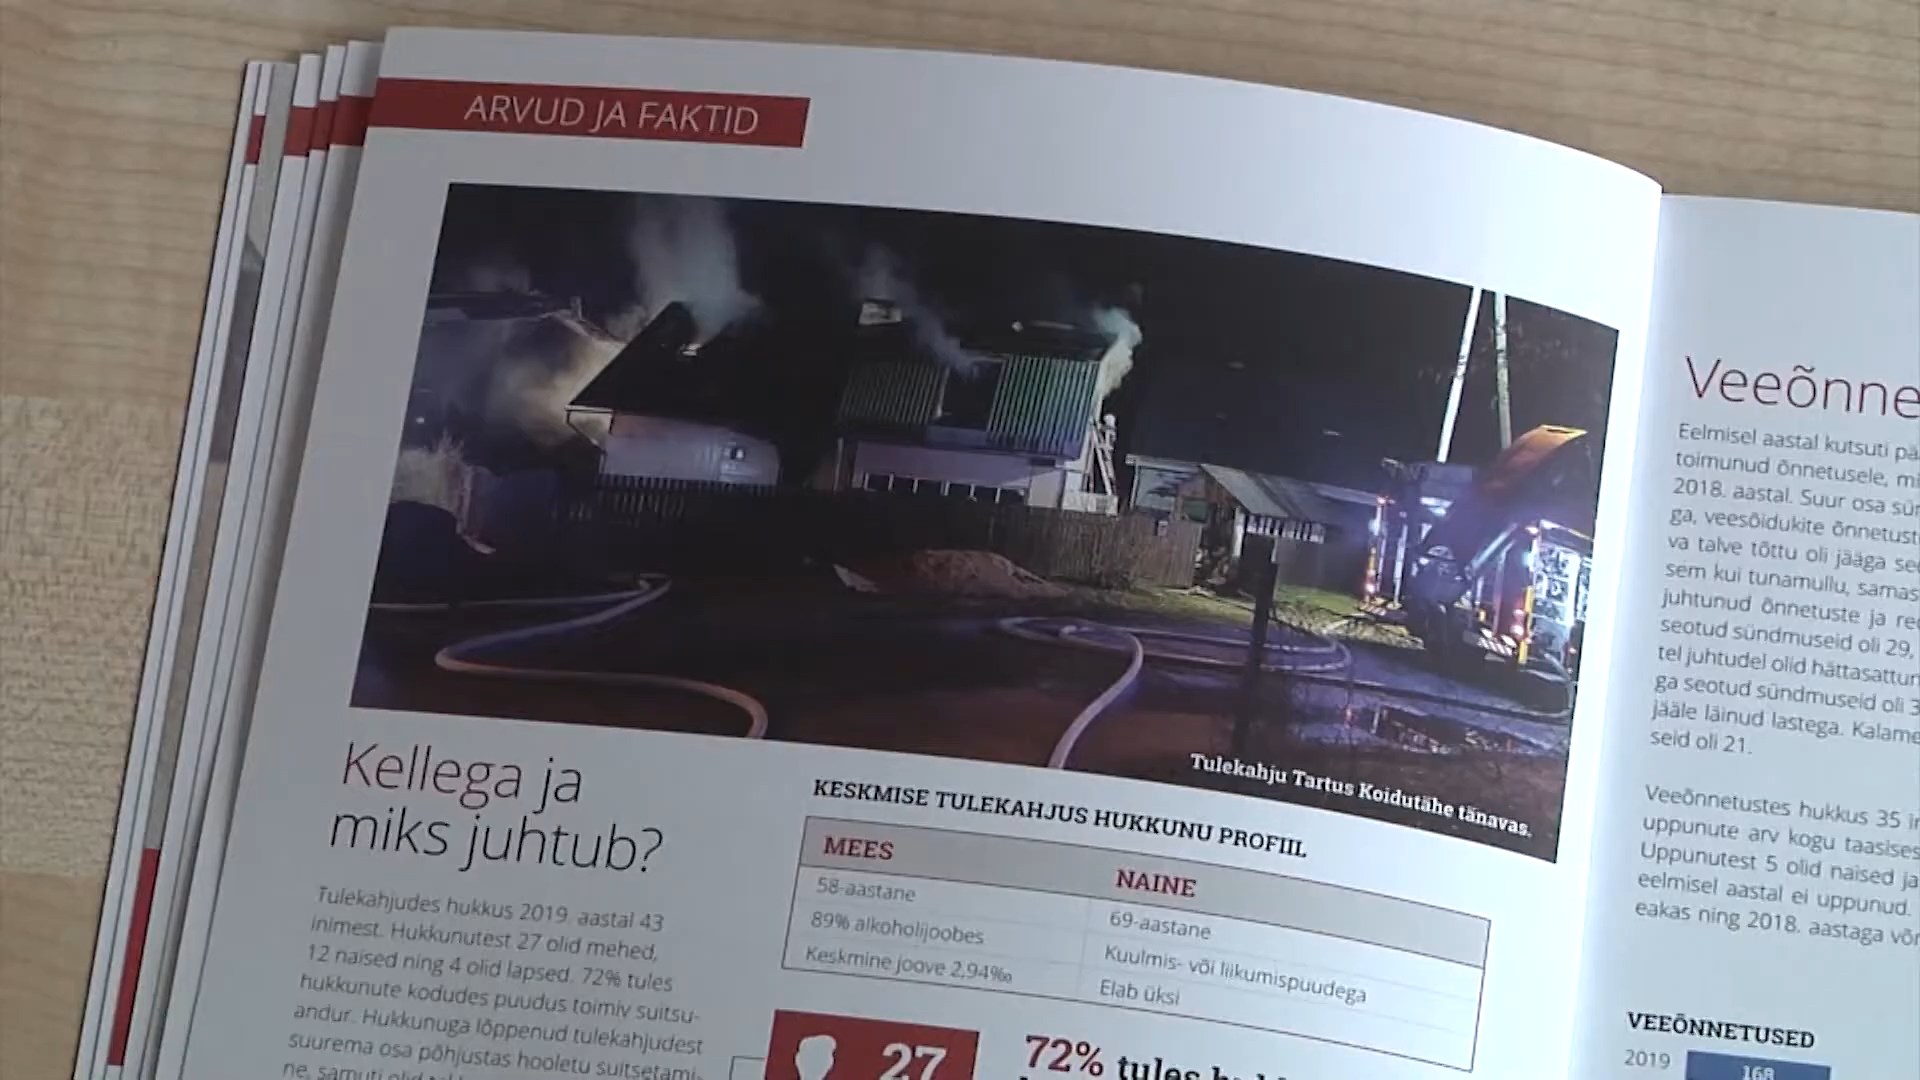 ARVUD JA FAKTID
Tulekahju Tartus Koidutähe tänavas.
Kellega ja
miks juhtub?
Tulekahjudes hukkus 2019. aastal 43
inimest. Hukkunutest 27 olid mehed,
12 naised ning 4 olid lapsed. 72% tules
hukkunute kodudes puudus toimiv suitsu-
andur. Hukkunuga lõppenud tulekahjudest
suurema osa põhjustas hooletu suitsetami-
ne, samuti olid
KESKMISE TULEKAHJUS HUKKUNU PROFIIL
MEES
NAINE
58-aastane
69-aastane
89% alkoholijoobes
Kuulmis- või liikumispuudega
Keskmine joove 2,94‰
Elab üksi
27
72% tules
Veeõnne
Eelmisel aastal kutsuti pä
toimunud õnnetusele, mi
2018. aastal. Suur osa sün
ga, veesõidukite õnnetust
va talve tõttu oli jääga se
sem kui tunamullu, samas
juhtunud õnnetuste ja re
seotud sündmuseid oli 29,
tel juhtudel olid hättasattun
ga seotud sündmuseid oli 3
jääle läinud lastega. Kalame
seid oli 21.
Veeõnnetustes hukkus 35 in
uppunute arv kogu taasises
Uppunutest 5 olid naised ja
eelmisel aastal ei uppunud.
eakas ning 2018. aastaga võr
VEEÕNNETUSED
2019
168